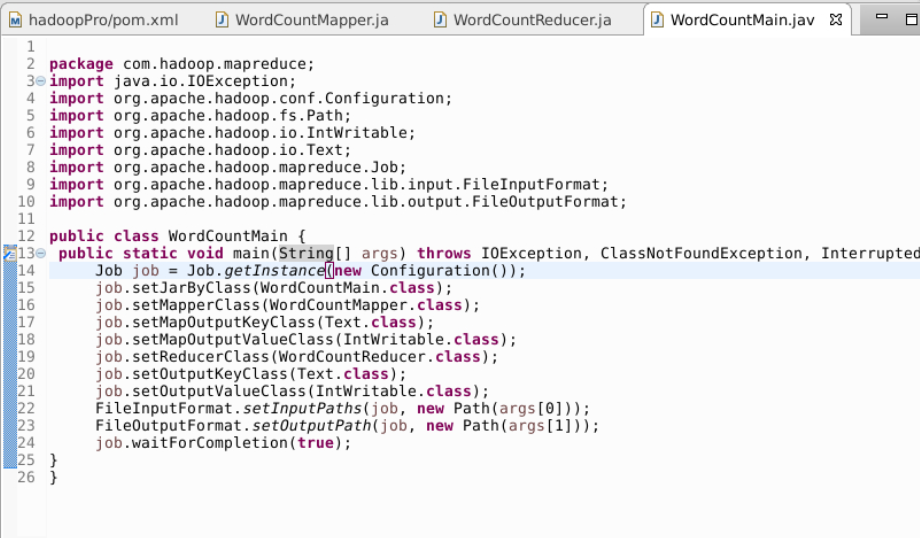 hadoopPro/pom.xml WordCountMapper.ja WordCountReducer.ja WordCountMain.jav
1
2 package com.hadoop.mapreduce;
3 import java.io.IOException;
4 import org.apache.hadoop.conf.Configuration;
5 import org.apache.hadoop.fs.Path;
6 import org.apache.hadoop.io.IntWritable;
7 import org.apache.hadoop.io.Text;
8 import org.apache.hadoop.mapreduce.Job;
9 import org.apache.hadoop.mapreduce.lib.input.FileInputFormat;
10 import org.apache.hadoop.mapreduce.lib.output.FileOutputFormat;
11
12 public class WordCountMain {
13 public static void main(String[] args) throws IOException, ClassNotFoundException, Interrupted
14 Job job = Job.getInstance(new Configuration());
15 job.setJarByClass(WordCountMain.class);
16 job.setMapperClass(WordCountMapper.class);
17 job.setMapOutputKeyClass(Text.class);
18 job.setMapOutputValueClass(IntWritable.class);
19 job.setReducerClass(WordCountReducer.class);
20 job.setOutputKeyClass(Text.class);
21 job.setOutputValueClass(IntWritable.class);
22 FileInputFormat.setInputPaths(job, new Path(args[0]));
23 FileOutputFormat.setOutputPath(job, new Path(args[1]));
24 job.waitForCompletion(true);
25 }
26 }